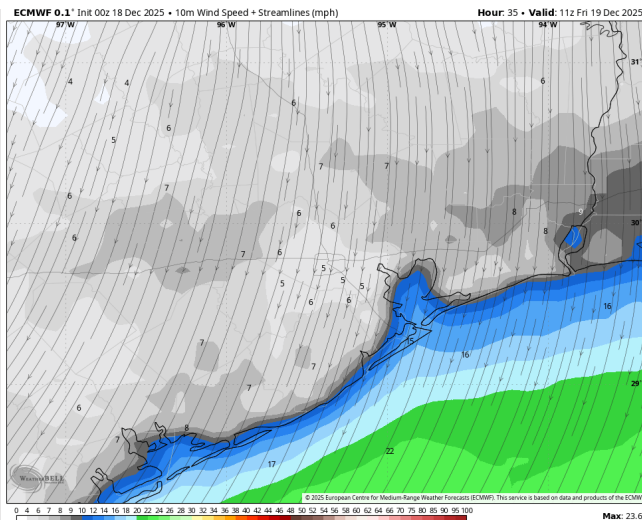 ECMWF 0.1° Init 00z 18 Dec 2025 • 10m Wind Speed + Streamlines (mph)
Hour: 35 • Valid: 11z Fri 19 Dec 2025
97°W 96°W 95°W 94°W
31°
4 4 6 6
5 6
7 7
6 7 8 9
6 6 8 30°
6 7 6
5 5 5
5 6 6
16
15
7 16
7 29°
7
6
8
7
22
17
WeatherBELL
© 2025 European Centre for Medium-Range Weather Forecasts (ECMWF). This service is based on data and products of the ECMW
0 4 6 7 8 9 10 12 14 16 18 20 22 24 26 28 30 32 34 36 38 40 42 44 46 48 50 52 54 56 58 60 65 70 75 80 85 90 95 100
Max: 23.6